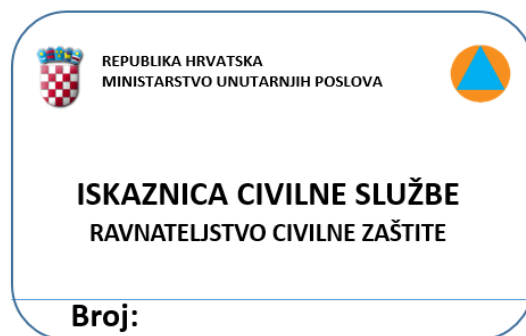 REPUBLIKA HRVATSKA
MINISTARSTVO UNUTARNJIH POSLOVA
ISKAZNICA CIVILNE SLUŽBE
RAVNATELJSTVO CIVILNE ZAŠTITE
Broj: